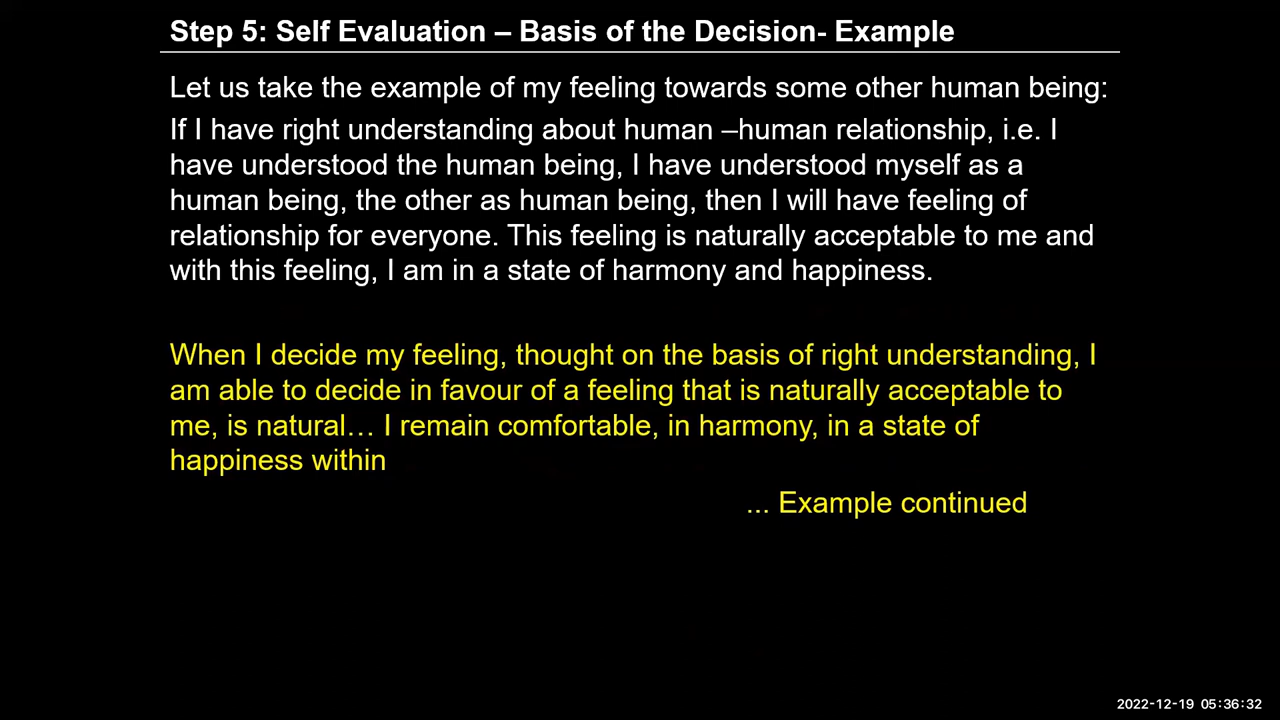 Step 5: Self Evaluation – Basis of the Decision- Example
Let us take the example of my feeling towards some other human being:
If I have right understanding about human –human relationship, i.e. I
have understood the human being, I have understood myself as a
human being, the other as human being, then I will have feeling of
relationship for everyone. This feeling is naturally acceptable to me and
with this feeling, I am in a state of harmony and happiness.
When I decide my feeling, thought on the basis of right understanding, I
am able to decide in favour of a feeling that is naturally acceptable to
me, is natural… I remain comfortable, in harmony, in a state of
happiness within
... Example continued
2022-12-19 05:36:32